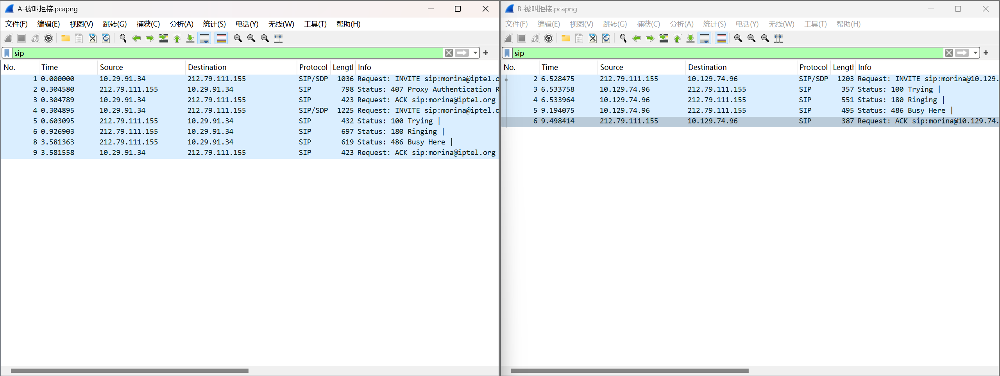 A-被叫拒接.pcapng
文件(F) 编辑(E) 视图(V) 跳转(G) 捕获(C) 分析(A) 统计(S) 电话(Y) 无线(W) 工具(T) 帮助(H)
sip
No. Time Source Destination Protocol Lengtl Info
1 0.000000 10.29.91.34 212.79.111.155 SIP/SDP 1036 Request: INVITE sip:morina@iptel.o
2 0.304580 212.79.111.155 10.29.91.34 SIP 798 Status: 407 Proxy Authentication R
3 0.304789 10.29.91.34 212.79.111.155 SIP 423 Request: ACK sip:morina@iptel.org
4 0.304895 10.29.91.34 212.79.111.155 SIP/SDP 1225 Request: INVITE sip:morina@iptel.o
5 0.603095 212.79.111.155 10.29.91.34 SIP 432 Status: 100 Trying |
6 0.926903 212.79.111.155 10.29.91.34 SIP 697 Status: 180 Ringing |
8 3.581363 212.79.111.155 10.29.91.34 SIP 619 Status: 486 Busy Here |
9 3.581558 10.29.91.34 212.79.111.155 SIP 423 Request: ACK sip:morina@iptel.org
B-被叫拒接.pcapng
文件(F) 编辑(E) 视图(V) 跳转(G) 捕获(C) 分析(A) 统计(S) 电话(Y) 无线(W) 工具(T) 帮助(H)
sip
No. Time Source Destination Protocol Lengtl Info
2 6.528475 212.79.111.155 10.129.74.96 SIP/SDP 1203 Request: INVITE sip:morina@10.129.
3 6.533758 10.129.74.96 212.79.111.155 SIP 357 Status: 100 Trying |
4 6.533964 10.129.74.96 212.79.111.155 SIP 551 Status: 180 Ringing |
5 9.194075 10.129.74.96 212.79.111.155 SIP 495 Status: 486 Busy Here |
6 9.498414 212.79.111.155 10.129.74.96 SIP 387 Request: ACK sip:morina@10.129.74.